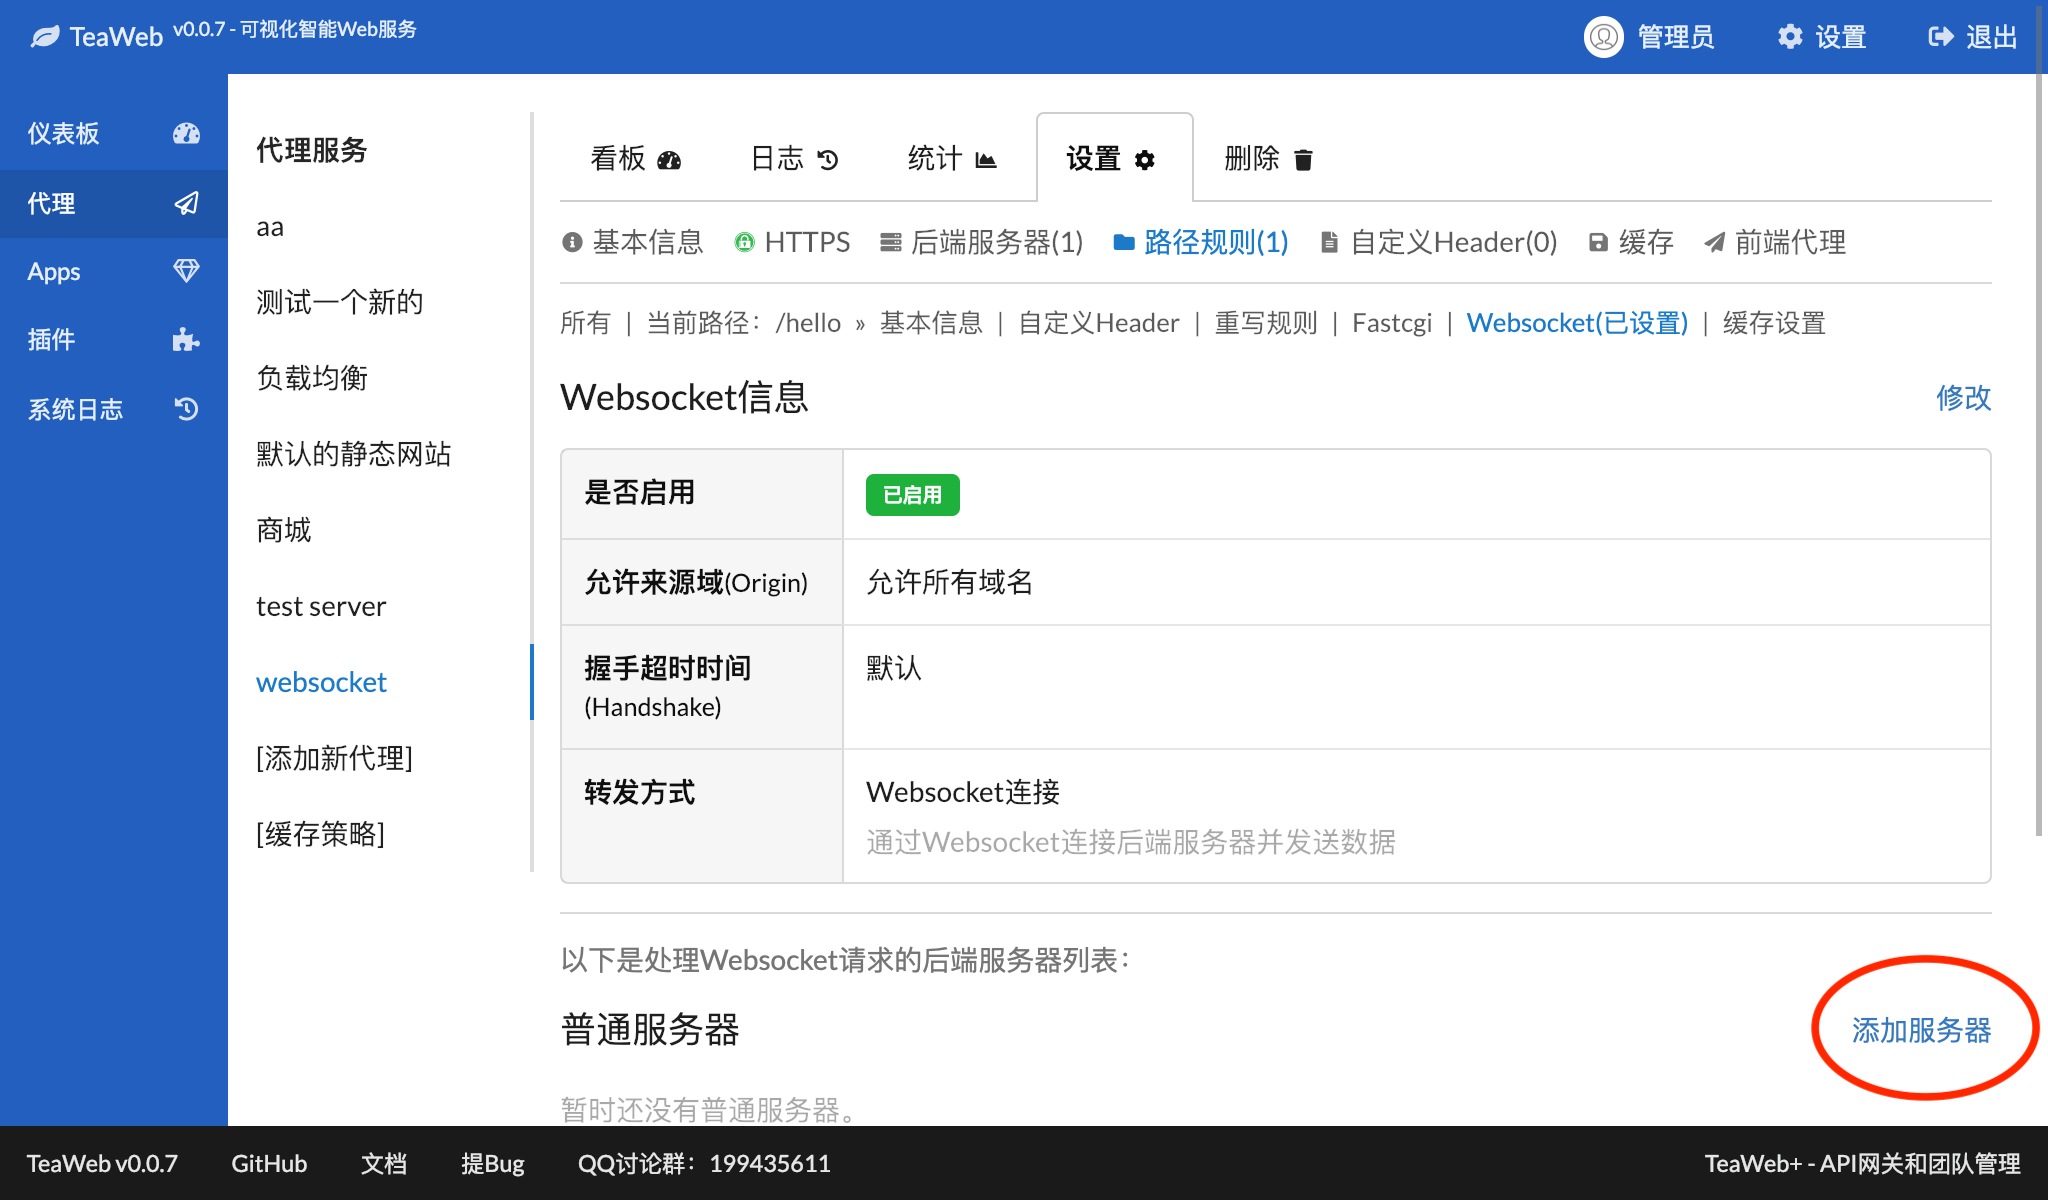 TeaWeb v0.0.7 - 可视化智能Web服务
管理员 设置 退出
仪表板
代理
Apps
插件
系统日志
代理服务
aa
测试一个新的
负载均衡
默认的静态网站
商城
test server
websocket
[添加新代理]
[缓存策略]
看板 日志 统计 设置 删除
基本信息 HTTPS 后端服务器(1) 路径规则(1) 自定义Header(0) 缓存 前端代理
所有 | 当前路径：/hello » 基本信息 | 自定义Header | 重写规则 | Fastcgi | Websocket(已设置) | 缓存设置
Websocket信息 修改
是否启用 已启用
允许来源域(Origin) 允许所有域名
握手超时时间 默认
(Handshake)
转发方式 Websocket连接
通过Websocket连接后端服务器并发送数据
以下是处理Websocket请求的后端服务器列表：
普通服务器 添加服务器
暂时还没有普通服务器。
TeaWeb v0.0.7 GitHub 文档 提Bug QQ讨论群：199435611 TeaWeb+ - API网关和团队管理